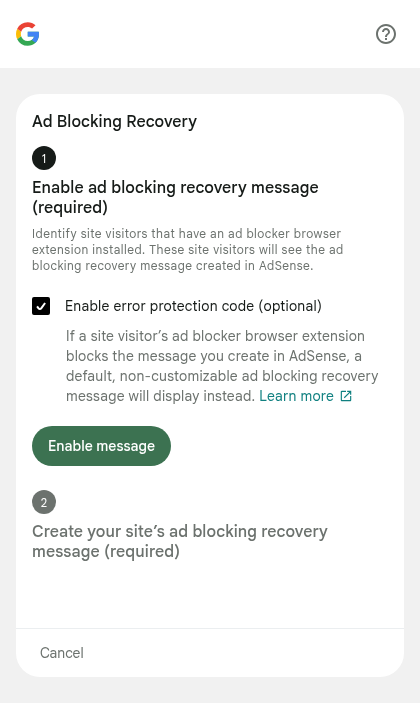 Ad Blocking Recovery
1
Enable ad blocking recovery message
(required)
Identify site visitors that have an ad blocker browser
extension installed. These site visitors will see the ad
blocking recovery message created in AdSense.
Enable error protection code (optional)
If a site visitor’s ad blocker browser extension
blocks the message you create in AdSense, a
default, non-customizable ad blocking recovery
message will display instead. Learn more
Enable message
2
Create your site’s ad blocking recovery
message (required)
Cancel